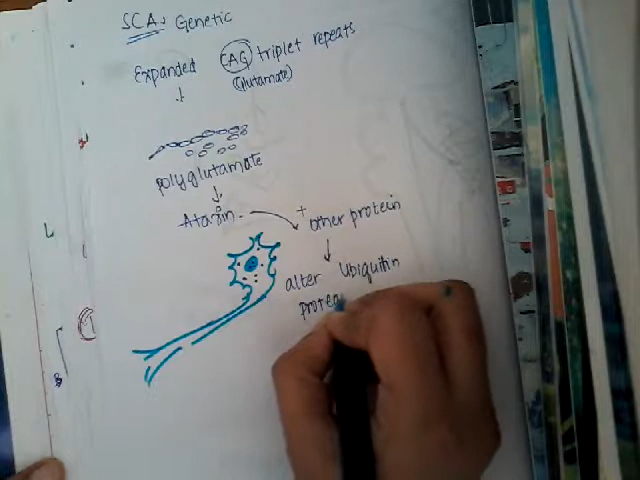 SCA: Genetic
Expanded CAG triplet repeats
(Glutamate)
↓
polyglutamate
↓
Ataxin → + other protein
↓
alter Ubiquitin
protea